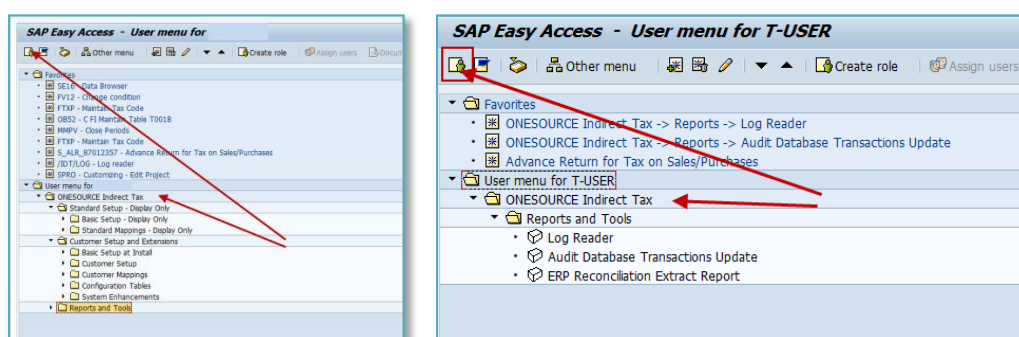 SAP Easy Access - User menu for
Other menu Create role Assign users Docum
Favorites
SE16 - Data Browser
FV12 - Change condition
FTXP - Maintain Tax Code
OBS2 - C FI Maintain Table T001B
MMPV - Close Periods
FTXP - Maintain Tax Code
S_ALR_87012357 - Advance Return for Tax on Sales/Purchases
/IDT/LOG - Log reader
SPRO - Customizing - Edit Project
User menu for
ONESOURCE Indirect Tax
Standard Setup - Display Only
Basic Setup - Display Only
Standard Mappings - Display Only
Customer Setup and Extensions
Basic Setup at Install
Customer Setup
Customer Mappings
Configuration Tables
System Enhancements
Reports and Tools
SAP Easy Access - User menu for T-USER
Other menu Create role Assign users
Favorites
ONESOURCE Indirect Tax -> Reports -> Log Reader
ONESOURCE Indirect Tax -> Reports -> Audit Database Transactions Update
Advance Return for Tax on Sales/Purchases
User menu for T-USER
ONESOURCE Indirect Tax
Reports and Tools
Log Reader
Audit Database Transactions Update
ERP Reconciliation Extract Report